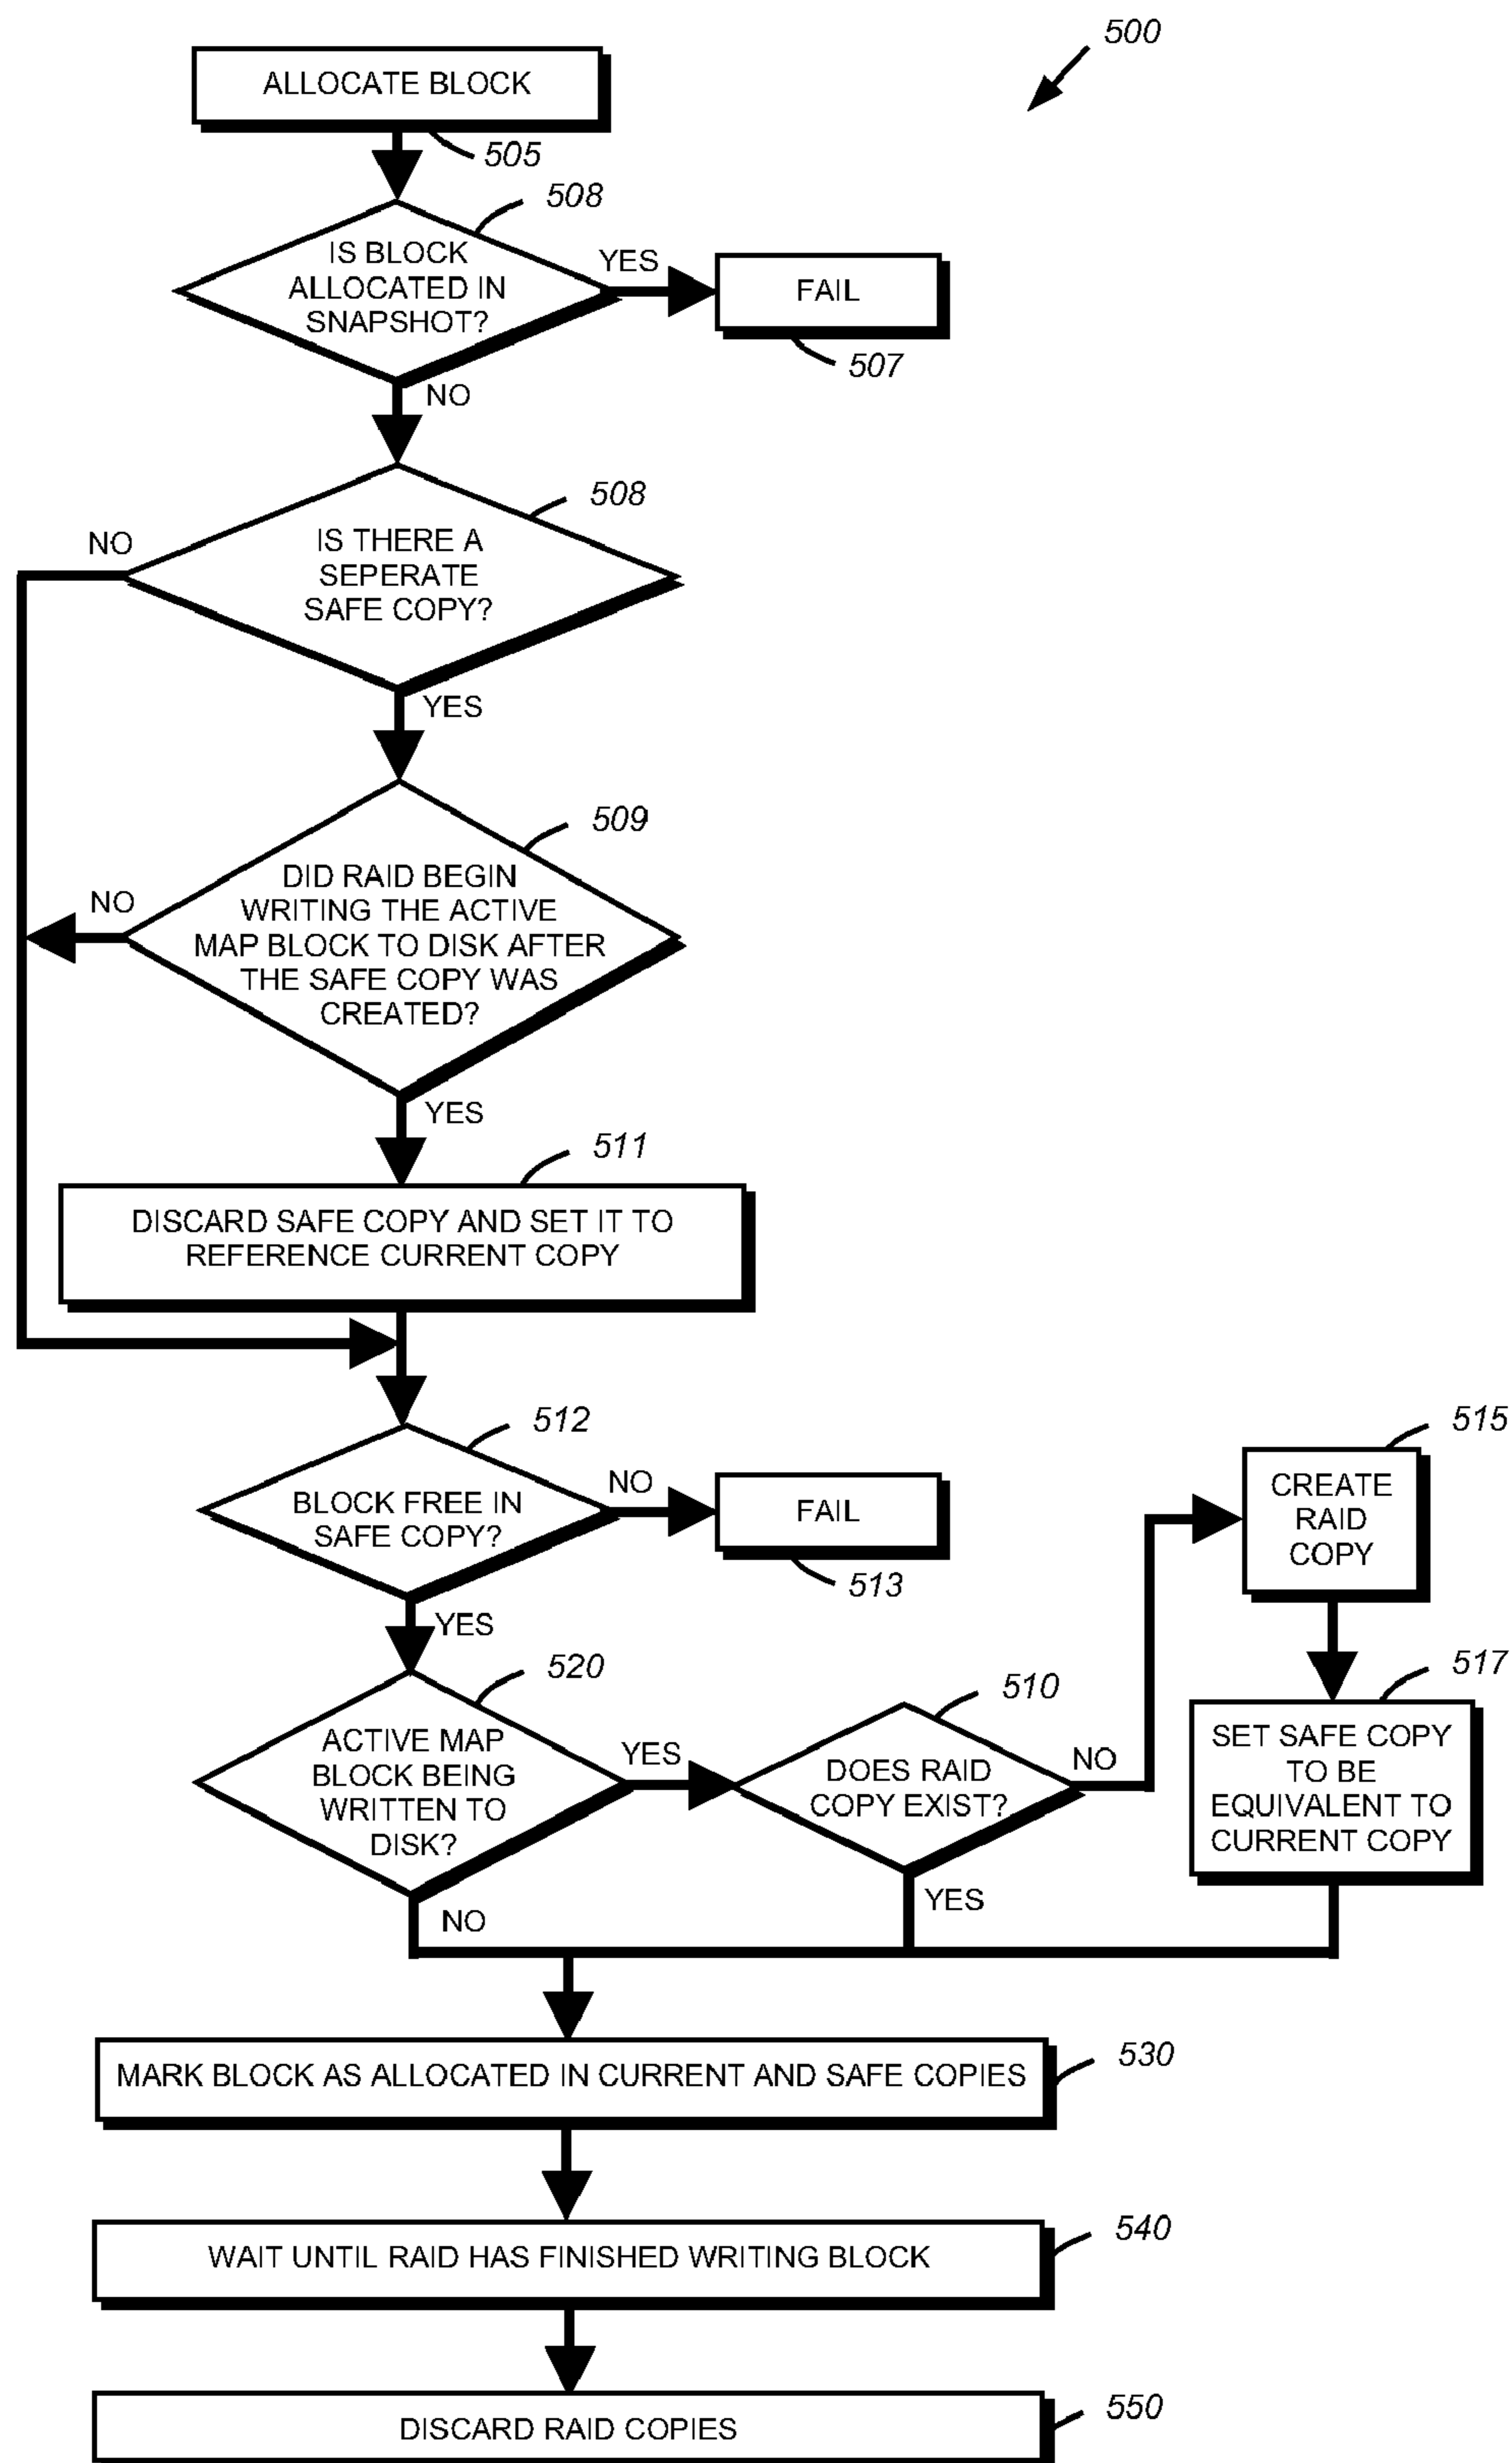 500
ALLOCATE BLOCK
505
508
IS BLOCK
ALLOCATED IN
SNAPSHOT?
YES
FAIL
507
NO
508
NO
IS THERE A
SEPERATE
SAFE COPY?
YES
509
NO
DID RAID BEGIN
WRITING THE ACTIVE
MAP BLOCK TO DISK AFTER
THE SAFE COPY WAS
CREATED?
YES
511
DISCARD SAFE COPY AND SET IT TO
REFERENCE CURRENT COPY
512
BLOCK FREE IN
SAFE COPY?
NO
FAIL
513
YES
515
CREATE
RAID
COPY
520
ACTIVE MAP
BLOCK BEING
WRITTEN TO
DISK?
YES
NO
510
DOES RAID
COPY EXIST?
NO
YES
517
SET SAFE COPY
TO BE
EQUIVALENT TO
CURRENT COPY
MARK BLOCK AS ALLOCATED IN CURRENT AND SAFE COPIES
530
WAIT UNTIL RAID HAS FINISHED WRITING BLOCK
540
DISCARD RAID COPIES
550